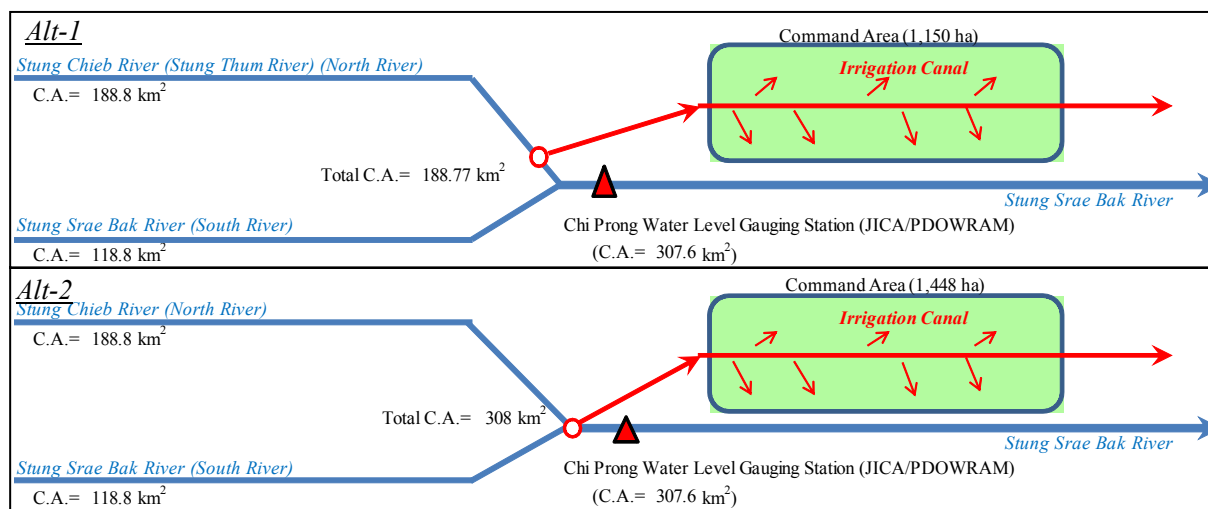 Alt-1
Command Area (1,150 ha)
Stung Chieb River (Stung Thum River) (North River)
Irrigation Canal
C.A.= 188.8 km²
Total C.A.= 188.77 km²
Stung Srae Bak River
Stung Srae Bak River (South River)
Chi Prong Water Level Gauging Station (JICA/PDOWRAM)
C.A.= 118.8 km²
(C.A.= 307.6 km²)
Alt-2
Command Area (1,448 ha)
Stung Chieb River (North River)
Irrigation Canal
C.A.= 188.8 km²
Total C.A.= 308 km²
Stung Srae Bak River
Stung Srae Bak River (South River)
Chi Prong Water Level Gauging Station (JICA/PDOWRAM)
C.A.= 118.8 km²
(C.A.= 307.6 km²)